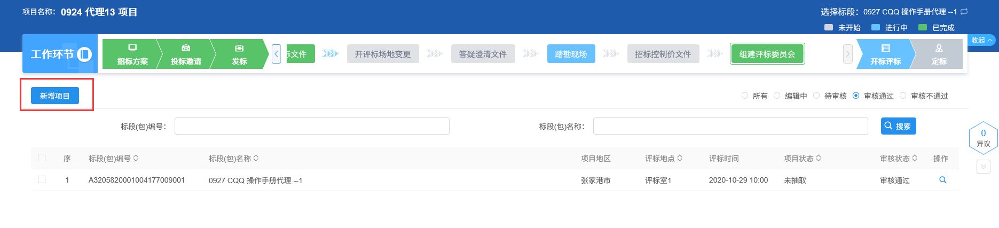 项目名称： 0924 代理13 项目
选择标段：0927 CQQ 操作手册代理 --1
未开始 进行中 已完成
收起
工作环节
招标方案 投标邀请 发标
标文件 开评标场地变更 答疑澄清文件 踏勘现场 招标控制价文件 组建评标委员会
开标评标 定标
新增项目
所有 编辑中 待审核 审核通过 审核不通过
标段(包)编号： 标段(包)名称： 搜索
0
异议
序 标段(包)编号 标段(包)名称 项目地区 评标地点 评标时间 项目状态 审核状态 操作
1 A3205820001004177009001 0927 CQQ 操作手册代理 --1 张家港市 评标室1 2020-10-29 10:00 未抽取 审核通过